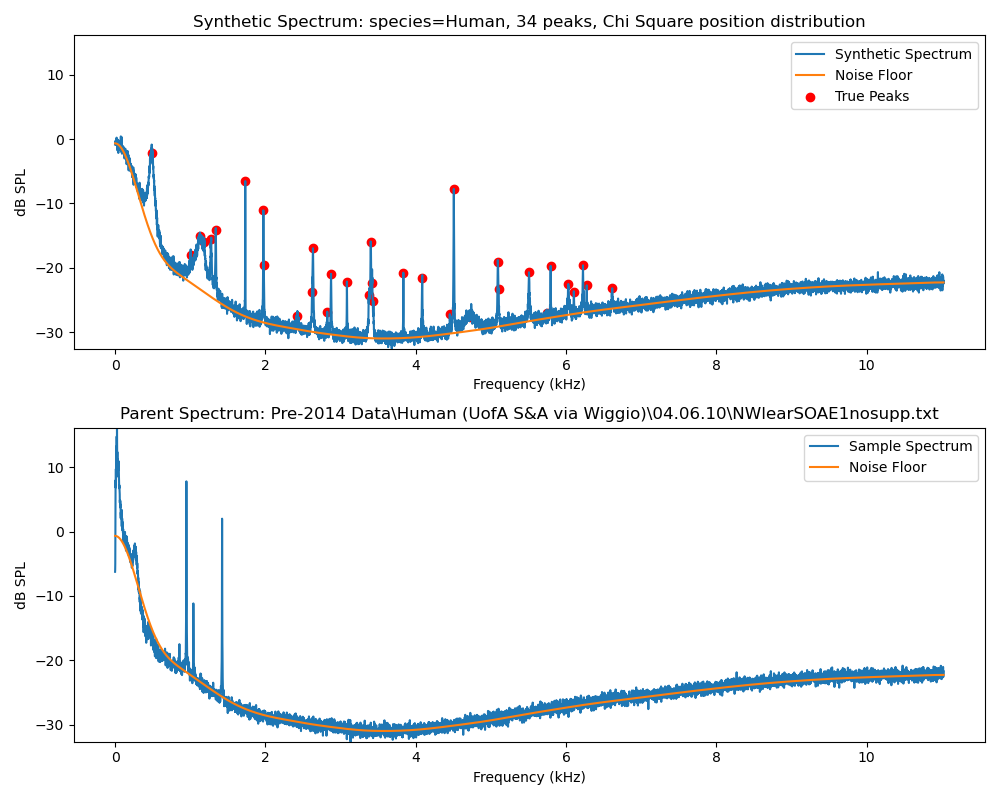 Synthetic Spectrum: species=Human, 34 peaks, Chi Square position distribution
dB SPL
10
0
−10
−20
−30
Synthetic Spectrum
Noise Floor
True Peaks
0 2 4 6 8 10
Frequency (kHz)
Parent Spectrum: Pre-2014 Data\Human (UofA S&A via Wiggio)\04.06.10\NWlearSOAE1nosupp.txt
dB SPL
10
0
−10
−20
−30
Sample Spectrum
Noise Floor
0 2 4 6 8 10
Frequency (kHz)